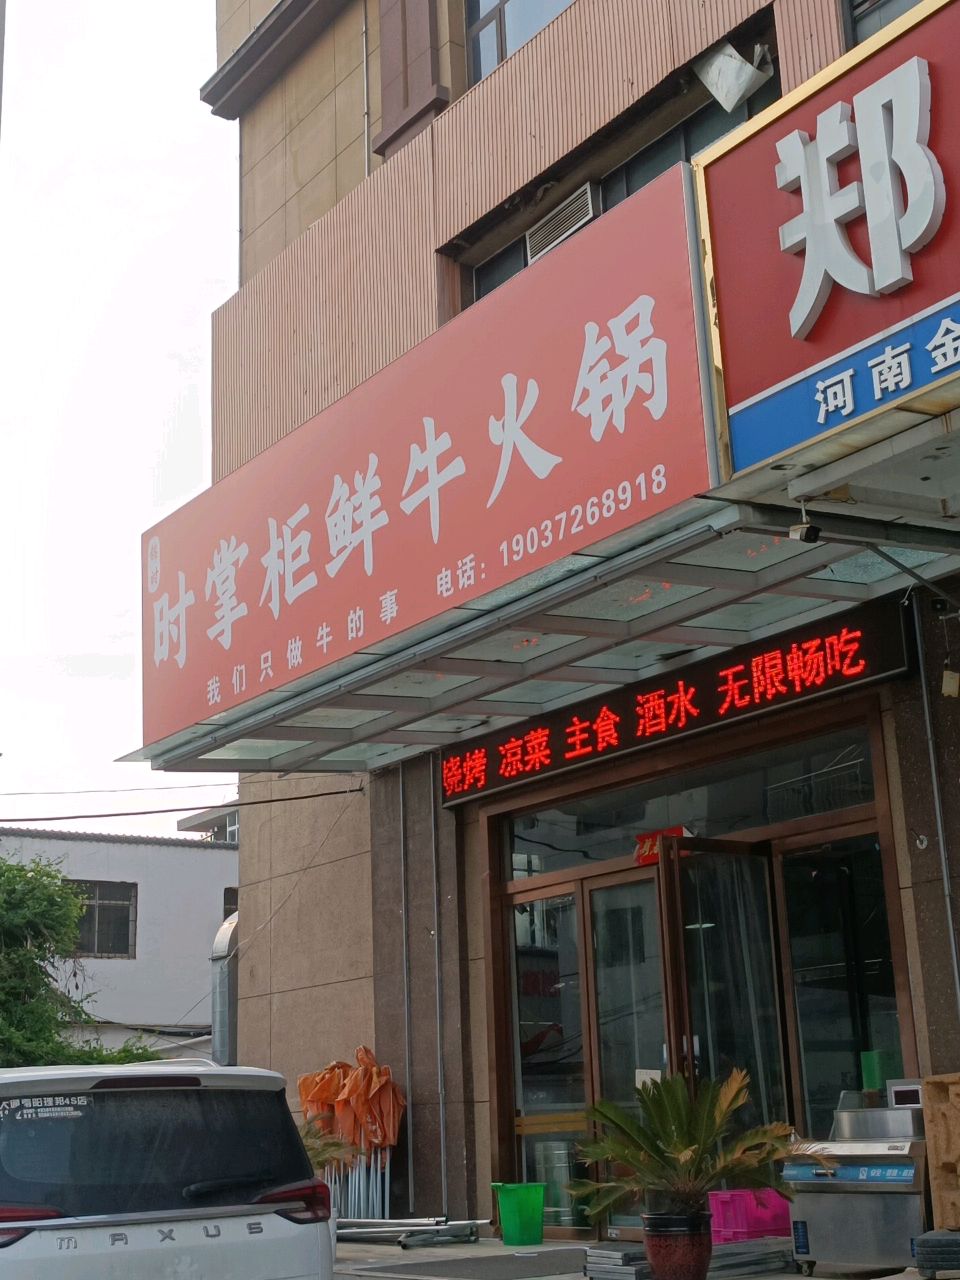 时掌柜鲜牛火锅
我们只做牛的事 电话：19037268918
郑
河南金
烧烤 凉菜 主食 酒水 无限畅吃
MAXUS